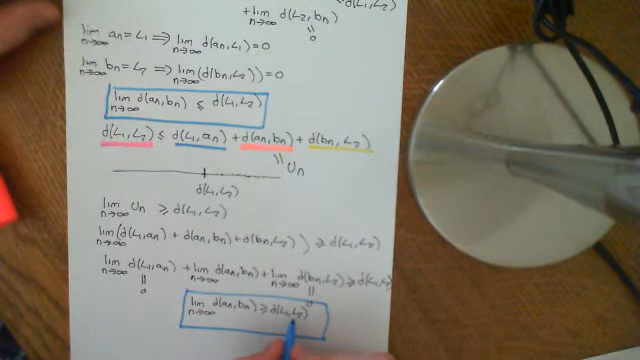 d(L₁,L₂)
+ lim n→∞ d(L₂,bₙ)
=
0
lim n→∞ aₙ = L₁ ⟹ lim n→∞ d(aₙ,L₁) = 0
lim n→∞ bₙ = L₂ ⟹ lim n→∞ (d(bₙ,L₂)) = 0
lim n→∞ d(aₙ,bₙ) ≤ d(L₁,L₂)
d(L₁,L₂) ≤ d(L₁,aₙ) + d(aₙ,bₙ) + d(bₙ,L₂)
= Uₙ
d(L₁,L₂)
lim n→∞ Uₙ ≥ d(L₁,L₂)
lim n→∞ (d(L₁,aₙ) + d(aₙ,bₙ) + d(bₙ,L₂)) ≥ d(L₁,L₂)
lim n→∞ d(L₁,aₙ) + lim n→∞ d(aₙ,bₙ) + lim n→∞ d(bₙ,L₂) ≥ d(L₁,L₂)
= =
0 0
lim n→∞ d(aₙ,bₙ) ≥ d(L₁,L₂)